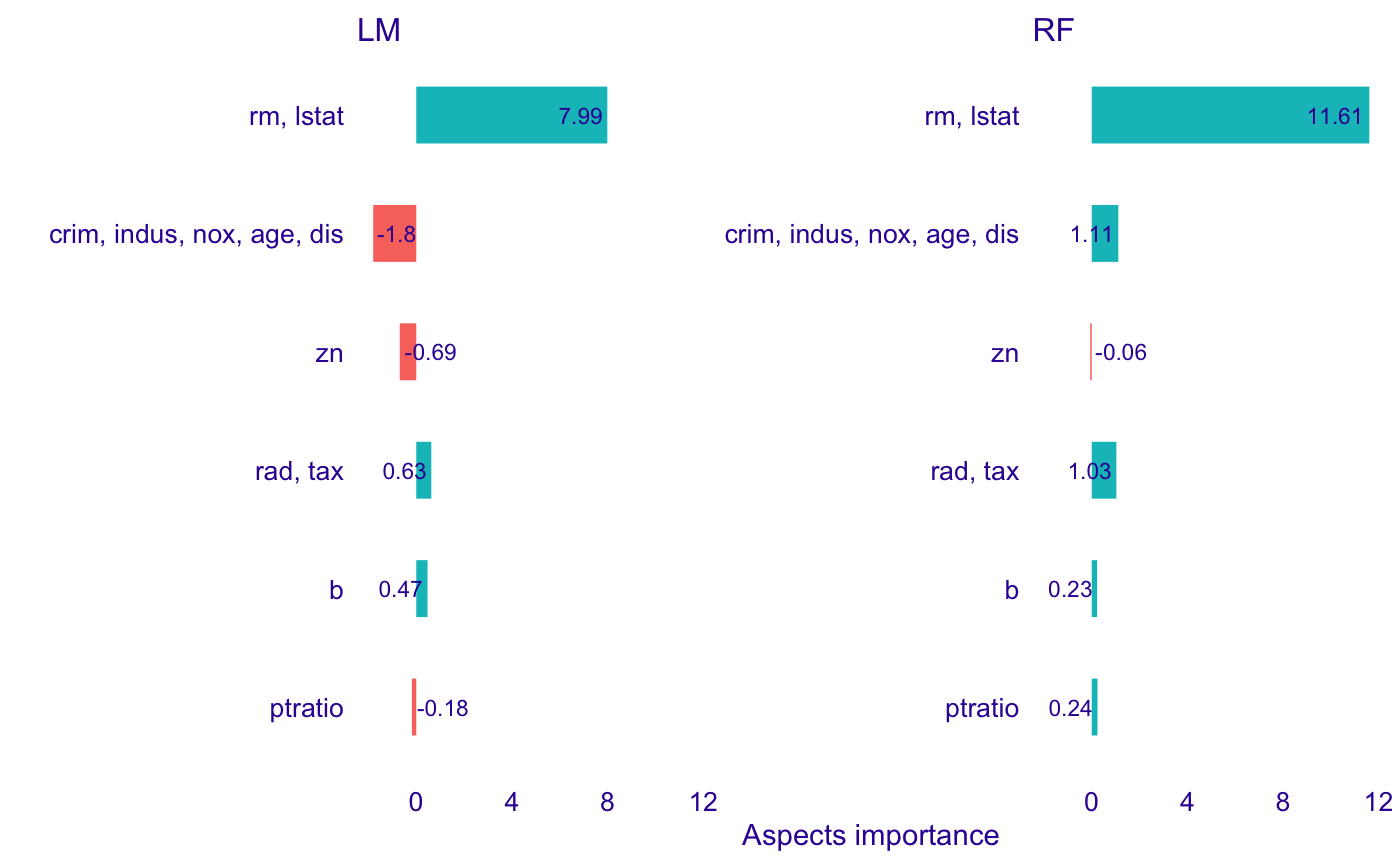 LM
rm, lstat
7.99
crim, indus, nox, age, dis
-1.8
zn
-0.69
rad, tax
0.63
b
0.47
ptratio
-0.18
0 4 8 12
RF
rm, lstat
11.61
crim, indus, nox, age, dis
1.11
zn
-0.06
rad, tax
1.03
b
0.23
ptratio
0.24
0 4 8 12
Aspects importance